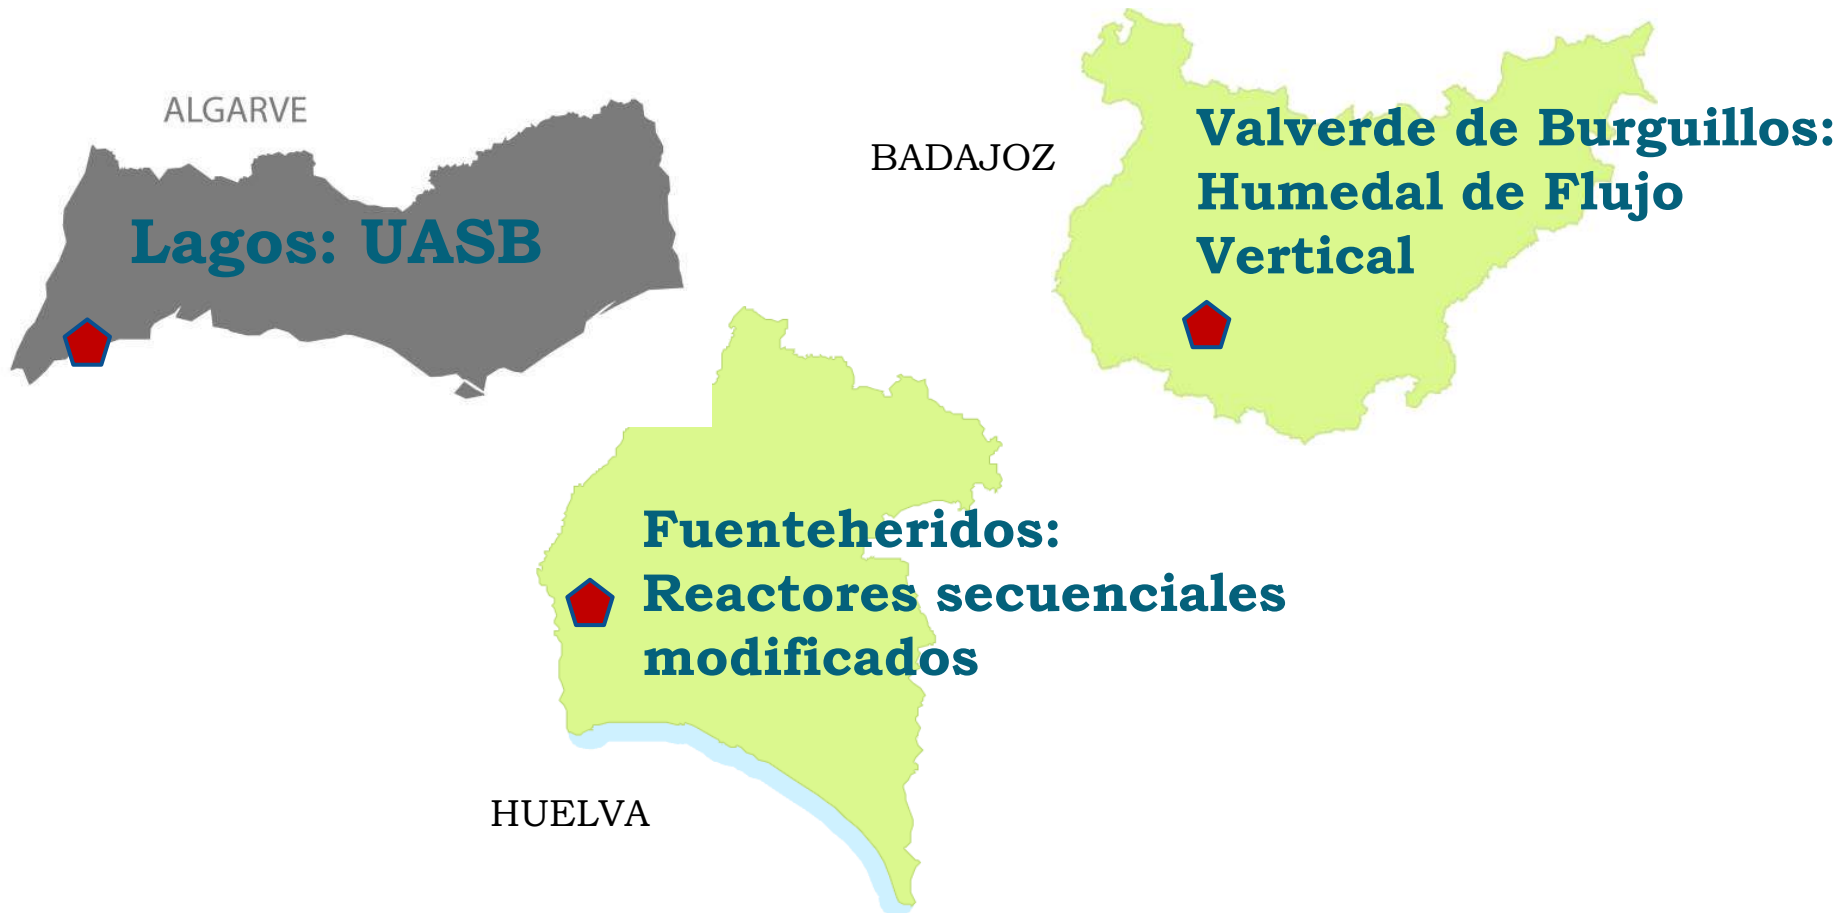 ALGARVE
Lagos: UASB
BADAJOZ
Valverde de Burguillos:
Humedal de Flujo
Vertical
Fuenteheridos:
Reactores secuenciales
modificados
HUELVA